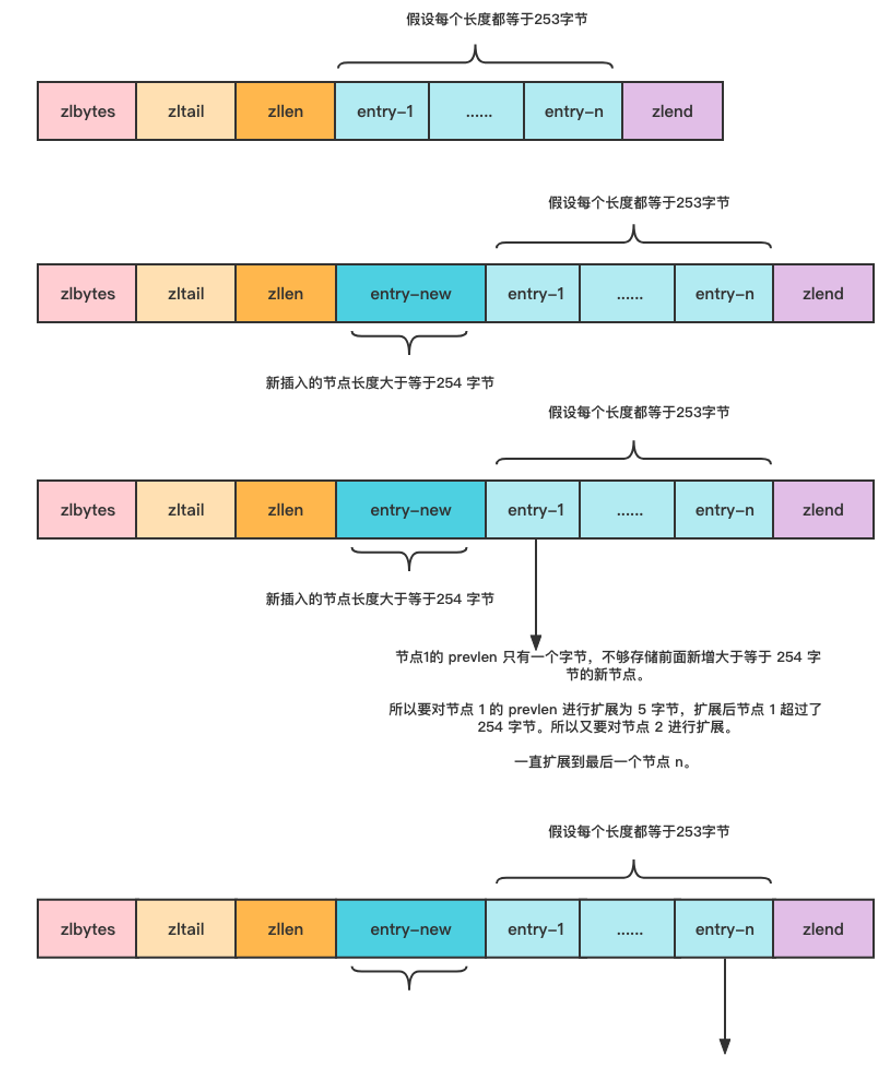 假设每个长度都等于253字节
zlbytes zltail zllen entry-1 ...... entry-n zlend
假设每个长度都等于253字节
zlbytes zltail zllen entry-new entry-1 ...... entry-n zlend
新插入的节点长度大于等于254 字节
假设每个长度都等于253字节
zlbytes zltail zllen entry-new entry-1 ...... entry-n zlend
新插入的节点长度大于等于254 字节
节点1的 prevlen 只有一个字节，不够存储前面新增大于等于 254 字
节的新节点。
所以要对节点 1 的 prevlen 进行扩展为 5 字节，扩展后节点 1 超过了
254 字节。所以又要对节点 2 进行扩展。
一直扩展到最后一个节点 n。
假设每个长度都等于253字节
zlbytes zltail zllen entry-new entry-1 ...... entry-n zlend